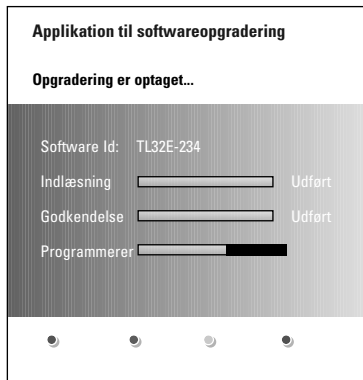 Applikation til softwareopgradering
Opgradering er optaget...
Software Id: TL32E-234
Indlæsning Udført
Godkendelse Udført
Programmerer